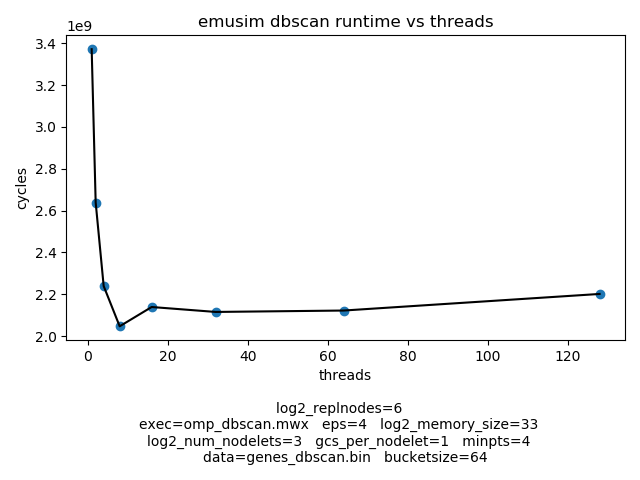 emusim dbscan runtime vs threads
1e9
3.4
3.2
3.0
2.8
2.6
2.4
2.2
2.0
cycles
0 20 40 60 80 100 120
threads
log2_replnodes=6
exec=omp_dbscan.mwx eps=4 log2_memory_size=33
log2_num_nodelets=3 gcs_per_nodelet=1 minpts=4
data=genes_dbscan.bin bucketsize=64